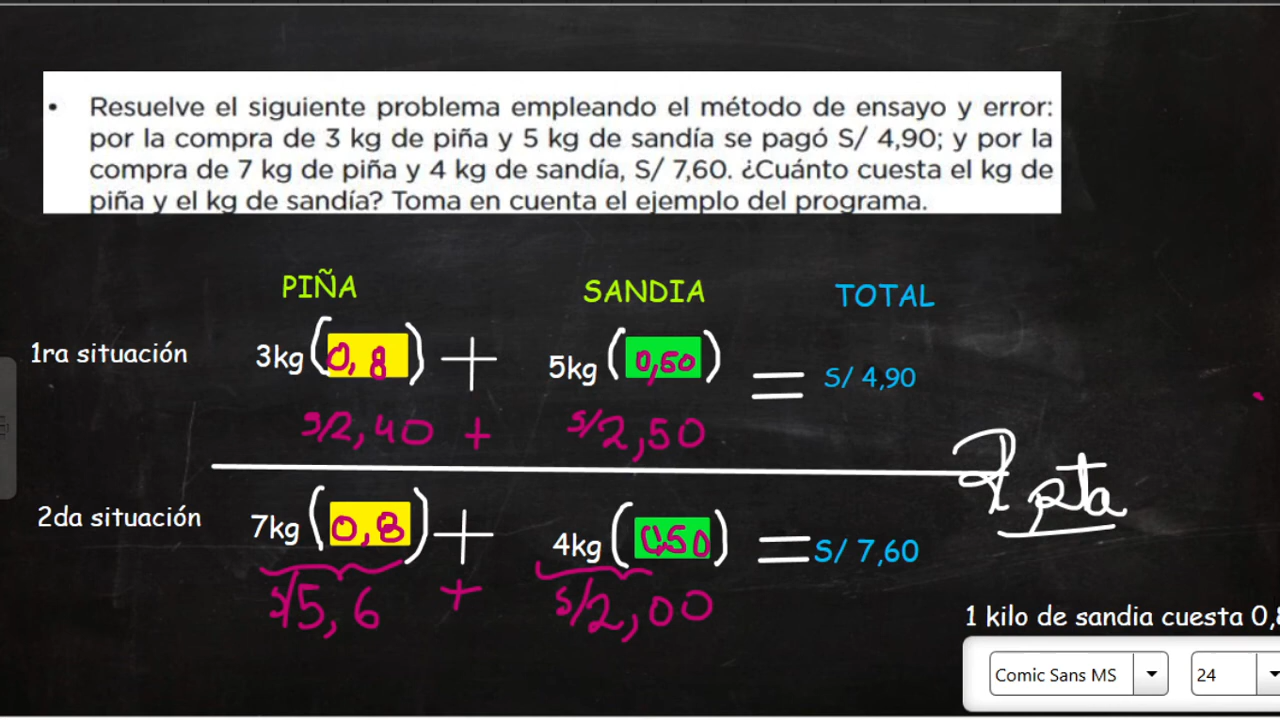 • Resuelve el siguiente problema empleando el método de ensayo y error:
por la compra de 3 kg de piña y 5 kg de sandía se pagó S/ 4,90; y por la
compra de 7 kg de piña y 4 kg de sandía, S/ 7,60. ¿Cuánto cuesta el kg de
piña y el kg de sandía? Toma en cuenta el ejemplo del programa.
PIÑA SANDIA TOTAL
1ra situación 3kg (0,8) + 5kg (0,50) = S/ 4,90
S/2,40 + S/2,50
Rpta
2da situación 7kg (0,8) + 4kg (0,50) = S/ 7,60
S/5,6 + S/2,00
1 kilo de sandia cuesta 0,8
Comic Sans MS 24